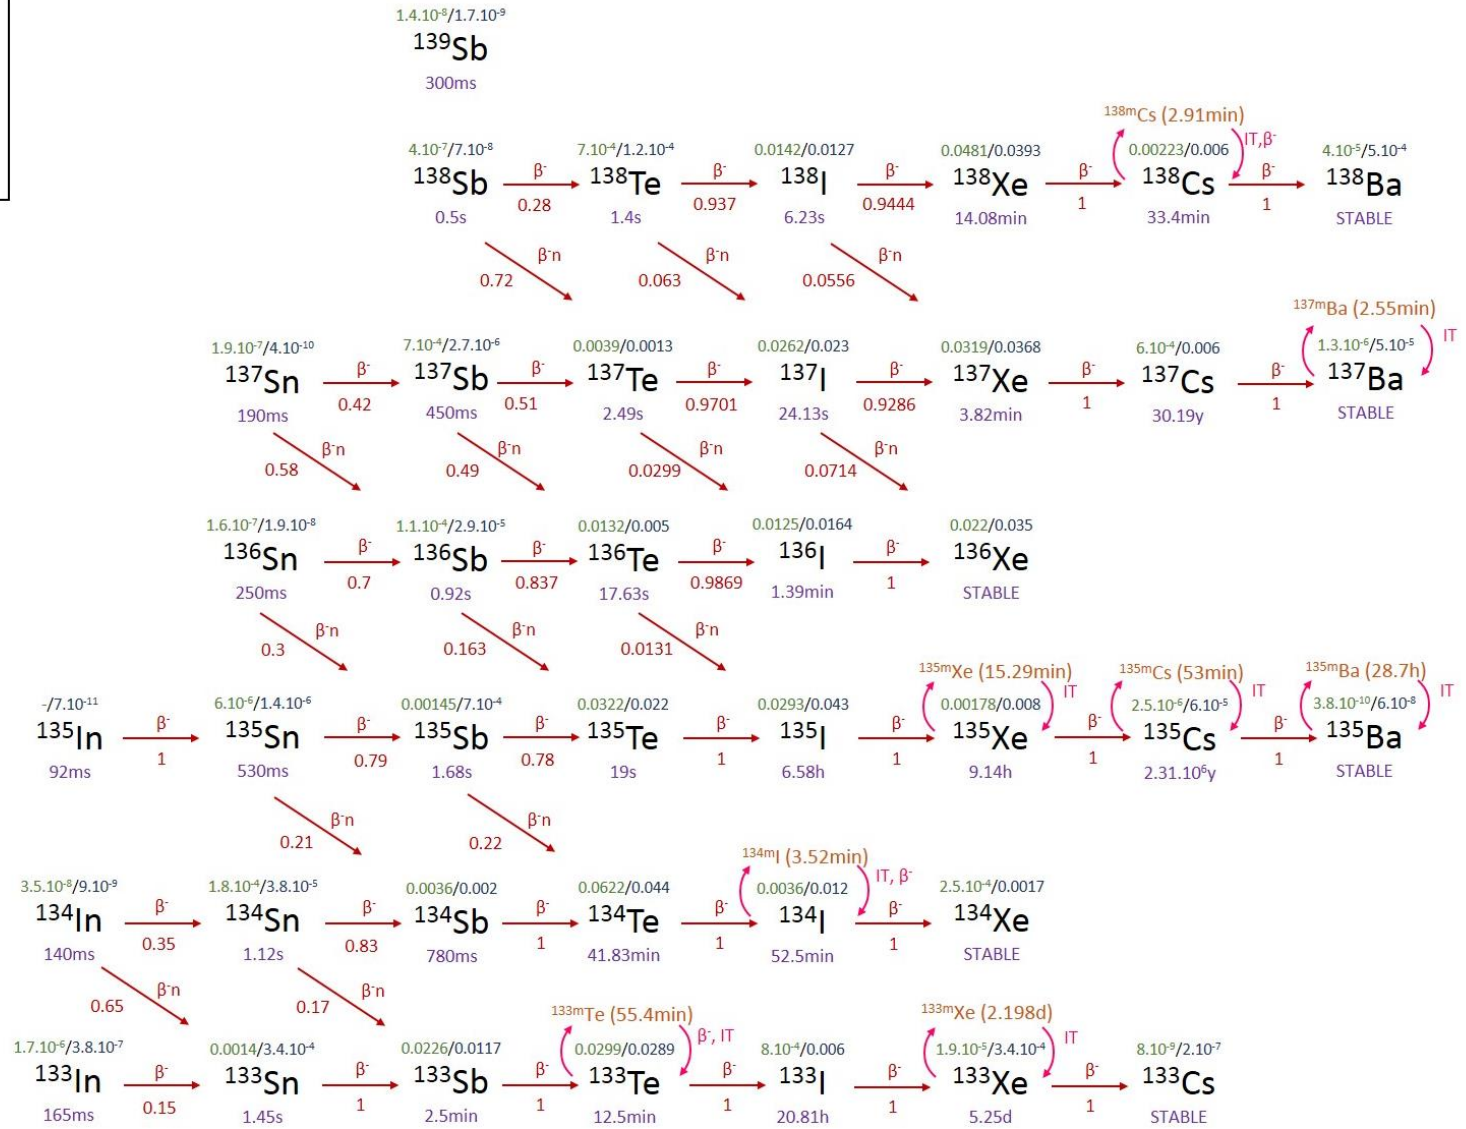 1.4.10⁻⁸/1.7.10⁻⁹
¹³⁹Sb
300ms
¹³⁸ᵐCs (2.91min)
4.10⁻⁷/7.10⁻⁸ 7.10⁻⁴/1.2.10⁻⁴ 0.0142/0.0127 0.0481/0.0393 0.00223/0.006 IT,β⁻ 4.10⁻⁵/5.10⁻⁴
¹³⁸Sb β⁻ ¹³⁸Te β⁻ ¹³⁸I β⁻ ¹³⁸Xe β⁻ ¹³⁸Cs β⁻ ¹³⁸Ba
0.28 0.937 0.9444 1 1
0.5s 1.4s 6.23s 14.08min 33.4min STABLE
β⁻n β⁻n β⁻n
0.72 0.063 0.0556
¹³⁷ᵐBa (2.55min)
1.9.10⁻⁷/4.10⁻¹⁰ 7.10⁻⁴/2.7.10⁻⁶ 0.0039/0.0013 0.0262/0.023 0.0319/0.0368 6.10⁻⁴/0.006 1.3.10⁻⁶/5.10⁻⁵ IT
¹³⁷Sn β⁻ ¹³⁷Sb β⁻ ¹³⁷Te β⁻ ¹³⁷I β⁻ ¹³⁷Xe β⁻ ¹³⁷Cs β⁻ ¹³⁷Ba
0.42 0.51 0.9701 0.9286 1 1
190ms 450ms 2.49s 24.13s 3.82min 30.19y STABLE
β⁻n β⁻n β⁻n β⁻n
0.58 0.49 0.0299 0.0714
1.6.10⁻⁷/1.9.10⁻⁸ 1.1.10⁻⁴/2.9.10⁻⁵ 0.0132/0.005 0.0125/0.0164 0.022/0.035
¹³⁶Sn β⁻ ¹³⁶Sb β⁻ ¹³⁶Te β⁻ ¹³⁶I β⁻ ¹³⁶Xe
0.7 0.837 0.9869 1
250ms 0.92s 17.63s 1.39min STABLE
β⁻n β⁻n β⁻n
0.3 0.163 0.0131
¹³⁵ᵐXe (15.29min) ¹³⁵ᵐCs (53min) ¹³⁵ᵐBa (28.7h)
-/7.10⁻¹¹ 6.10⁻⁶/1.4.10⁻⁶ 0.00145/7.10⁻⁴ 0.0322/0.022 0.0293/0.043 0.00178/0.008 IT 2.5.10⁻⁶/6.10⁻⁵ IT 3.8.10⁻¹⁰/6.10⁻⁸ IT
¹³⁵In β⁻ ¹³⁵Sn β⁻ ¹³⁵Sb β⁻ ¹³⁵Te β⁻ ¹³⁵I β⁻ ¹³⁵Xe β⁻ ¹³⁵Cs β⁻ ¹³⁵Ba
1 0.79 0.78 1 1 1 1
92ms 530ms 1.68s 19s 6.58h 9.14h 2.31.10⁶y STABLE
β⁻n β⁻n
0.21 0.22
¹³⁴ᵐI (3.52min)
3.5.10⁻⁸/9.10⁻⁹ 1.8.10⁻⁴/3.8.10⁻⁵ 0.0036/0.002 0.0622/0.044 0.0036/0.012 IT, β⁻ 2.5.10⁻⁴/0.0017
¹³⁴In β⁻ ¹³⁴Sn β⁻ ¹³⁴Sb β⁻ ¹³⁴Te β⁻ ¹³⁴I β⁻ ¹³⁴Xe
0.35 0.83 1 1 1
140ms 1.12s 780ms 41.83min 52.5min STABLE
β⁻n β⁻n
0.65 0.17
¹³³ᵐTe (55.4min) ¹³³ᵐXe (2.198d)
1.7.10⁻⁶/3.8.10⁻⁷ 0.0014/3.4.10⁻⁴ 0.0226/0.0117 0.0299/0.0289 β⁻, IT 8.10⁻⁴/0.006 1.9.10⁻⁵/3.4.10⁻⁴ IT 8.10⁻⁹/2.10⁻⁷
¹³³In β⁻ ¹³³Sn β⁻ ¹³³Sb β⁻ ¹³³Te β⁻ ¹³³I β⁻ ¹³³Xe β⁻ ¹³³Cs
0.15 1 1 1 1 1
165ms 1.45s 2.5min 12.5min 20.81h 5.25d STABLE